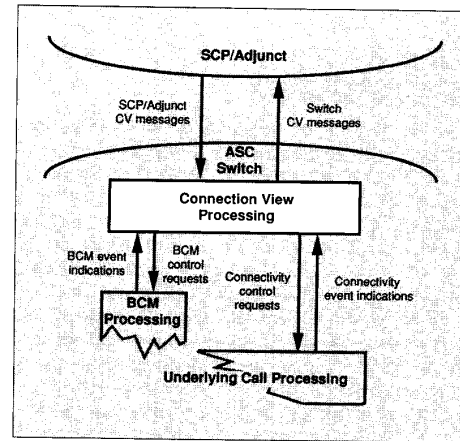 SCP/Adjunct
SCP/Adjunct
CV messages
Switch
CV messages
ASC
Switch
Connection View
Processing
BCM event
indications
BCM
control
requests
Connectivity
control
requests
Connectivity
event indications
BCM
Processing
Underlying Call Processing